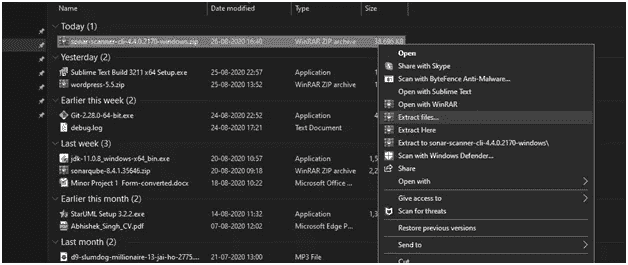 Name Date modified Type Size
Today (1)
sonar-scanner-cli-4.4.0.2170-windows.zip 26-08-2020 16:40 WinRAR ZIP archive 38,690 KB
Yesterday (2)
Sublime Text Build 3211 x64 Setup.exe 25-08-2020 22:57 Application
wordpress-5.5.zip 25-08-2020 13:52 WinRAR ZIP archive 1
Earlier this week (2)
Git-2.28.0-64-bit.exe 24-08-2020 22:48 Application 4
debug.log 24-08-2020 17:21 Text Document
Last week (3)
jdk-11.0.8_windows-x64_bin.exe 20-08-2020 10:57 Application 1,5
sonarqube-8.4.1.35646.zip 20-08-2020 09:18 WinRAR ZIP archive 2,0
Minor Project 1 Form-converted.docx 18-08-2020 10:22 Microsoft Office ...
Earlier this month (2)
StarUML Setup 3.2.2.exe 14-08-2020 11:32 Application 1,3
Abhishek_Singh_CV.pdf 07-08-2020 12:02 Microsoft Edge P...
Last month (4)
d9-slumdog-millionaire-13-jai-ho-2775.... 21-07-2020 13:00 MP3 File
Open
Share with Skype
Scan with ByteFence Anti-Malware...
Open with Sublime Text
Open with WinRAR
Extract files...
Extract Here
Extract to sonar-scanner-cli-4.4.0.2170-windows\
Scan with Windows Defender...
Share
Open with
Give access to
Scan for threats
Restore previous versions
Send to
Cut